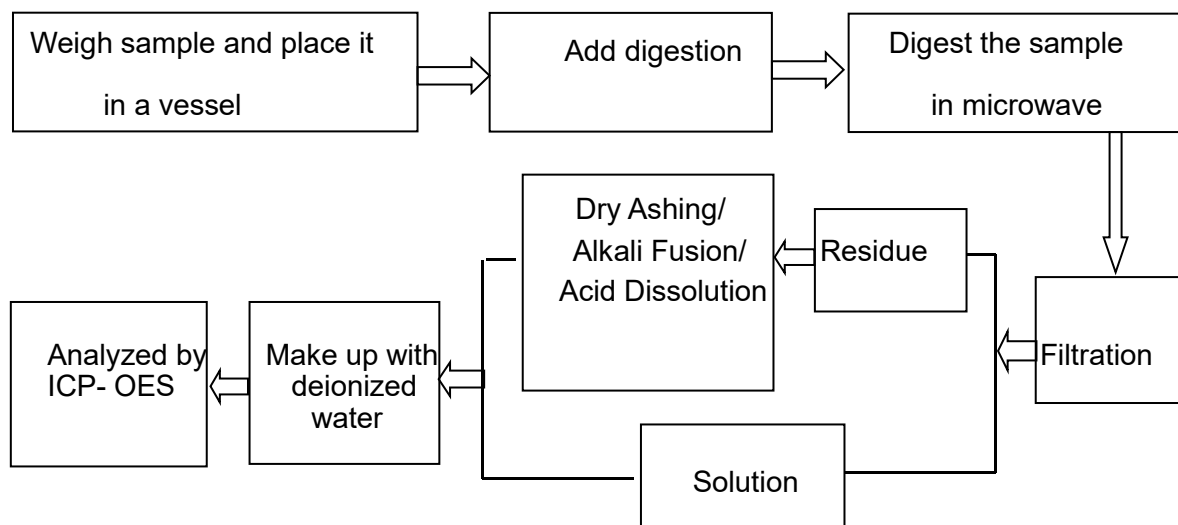 Weigh sample and place it
in a vessel
Add digestion
Digest the sample
in microwave
Filtration
Residue
Dry Ashing/
Alkali Fusion/
Acid Dissolution
Solution
Make up with
deionized
water
Analyzed by
ICP- OES